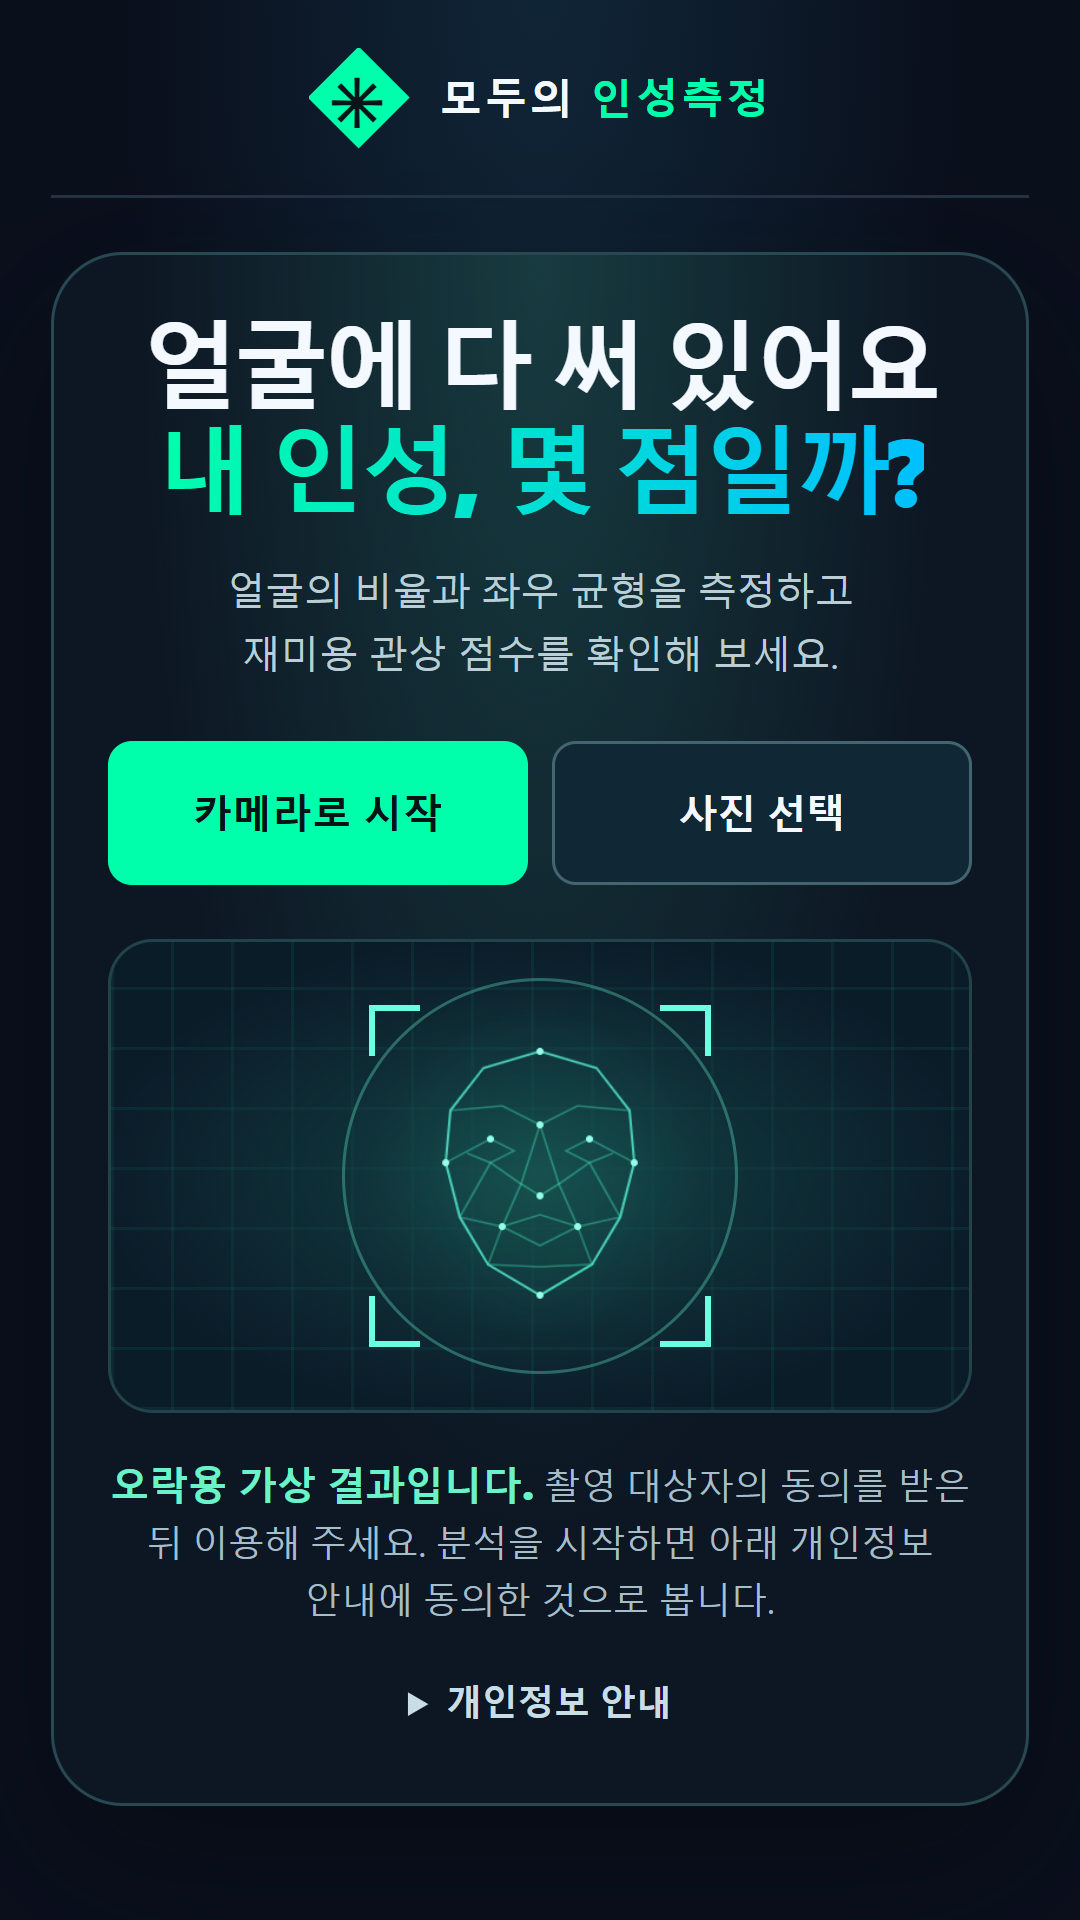 모두의 인성측정
얼굴에 다 써 있어요
내 인성, 몇 점일까?
얼굴의 비율과 좌우 균형을 측정하고
재미용 관상 점수를 확인해 보세요.
카메라로 시작
사진 선택
오락용 가상 결과입니다. 촬영 대상자의 동의를 받은
뒤 이용해 주세요. 분석을 시작하면 아래 개인정보
안내에 동의한 것으로 봅니다.
▶ 개인정보 안내